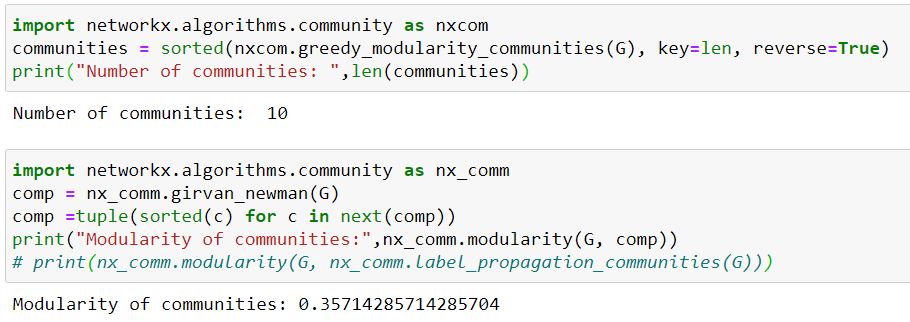 import networkx.algorithms.community as nxcom
communities = sorted(nxcom.greedy_modularity_communities(G), key=len, reverse=True)
print("Number of communities: ",len(communities))
Number of communities:  10
import networkx.algorithms.community as nx_comm
comp = nx_comm.girvan_newman(G)
comp =tuple(sorted(c) for c in next(comp))
print("Modularity of communities:",nx_comm.modularity(G, comp))
# print(nx_comm.modularity(G, nx_comm.label_propagation_communities(G)))
Modularity of communities: 0.35714285714285704